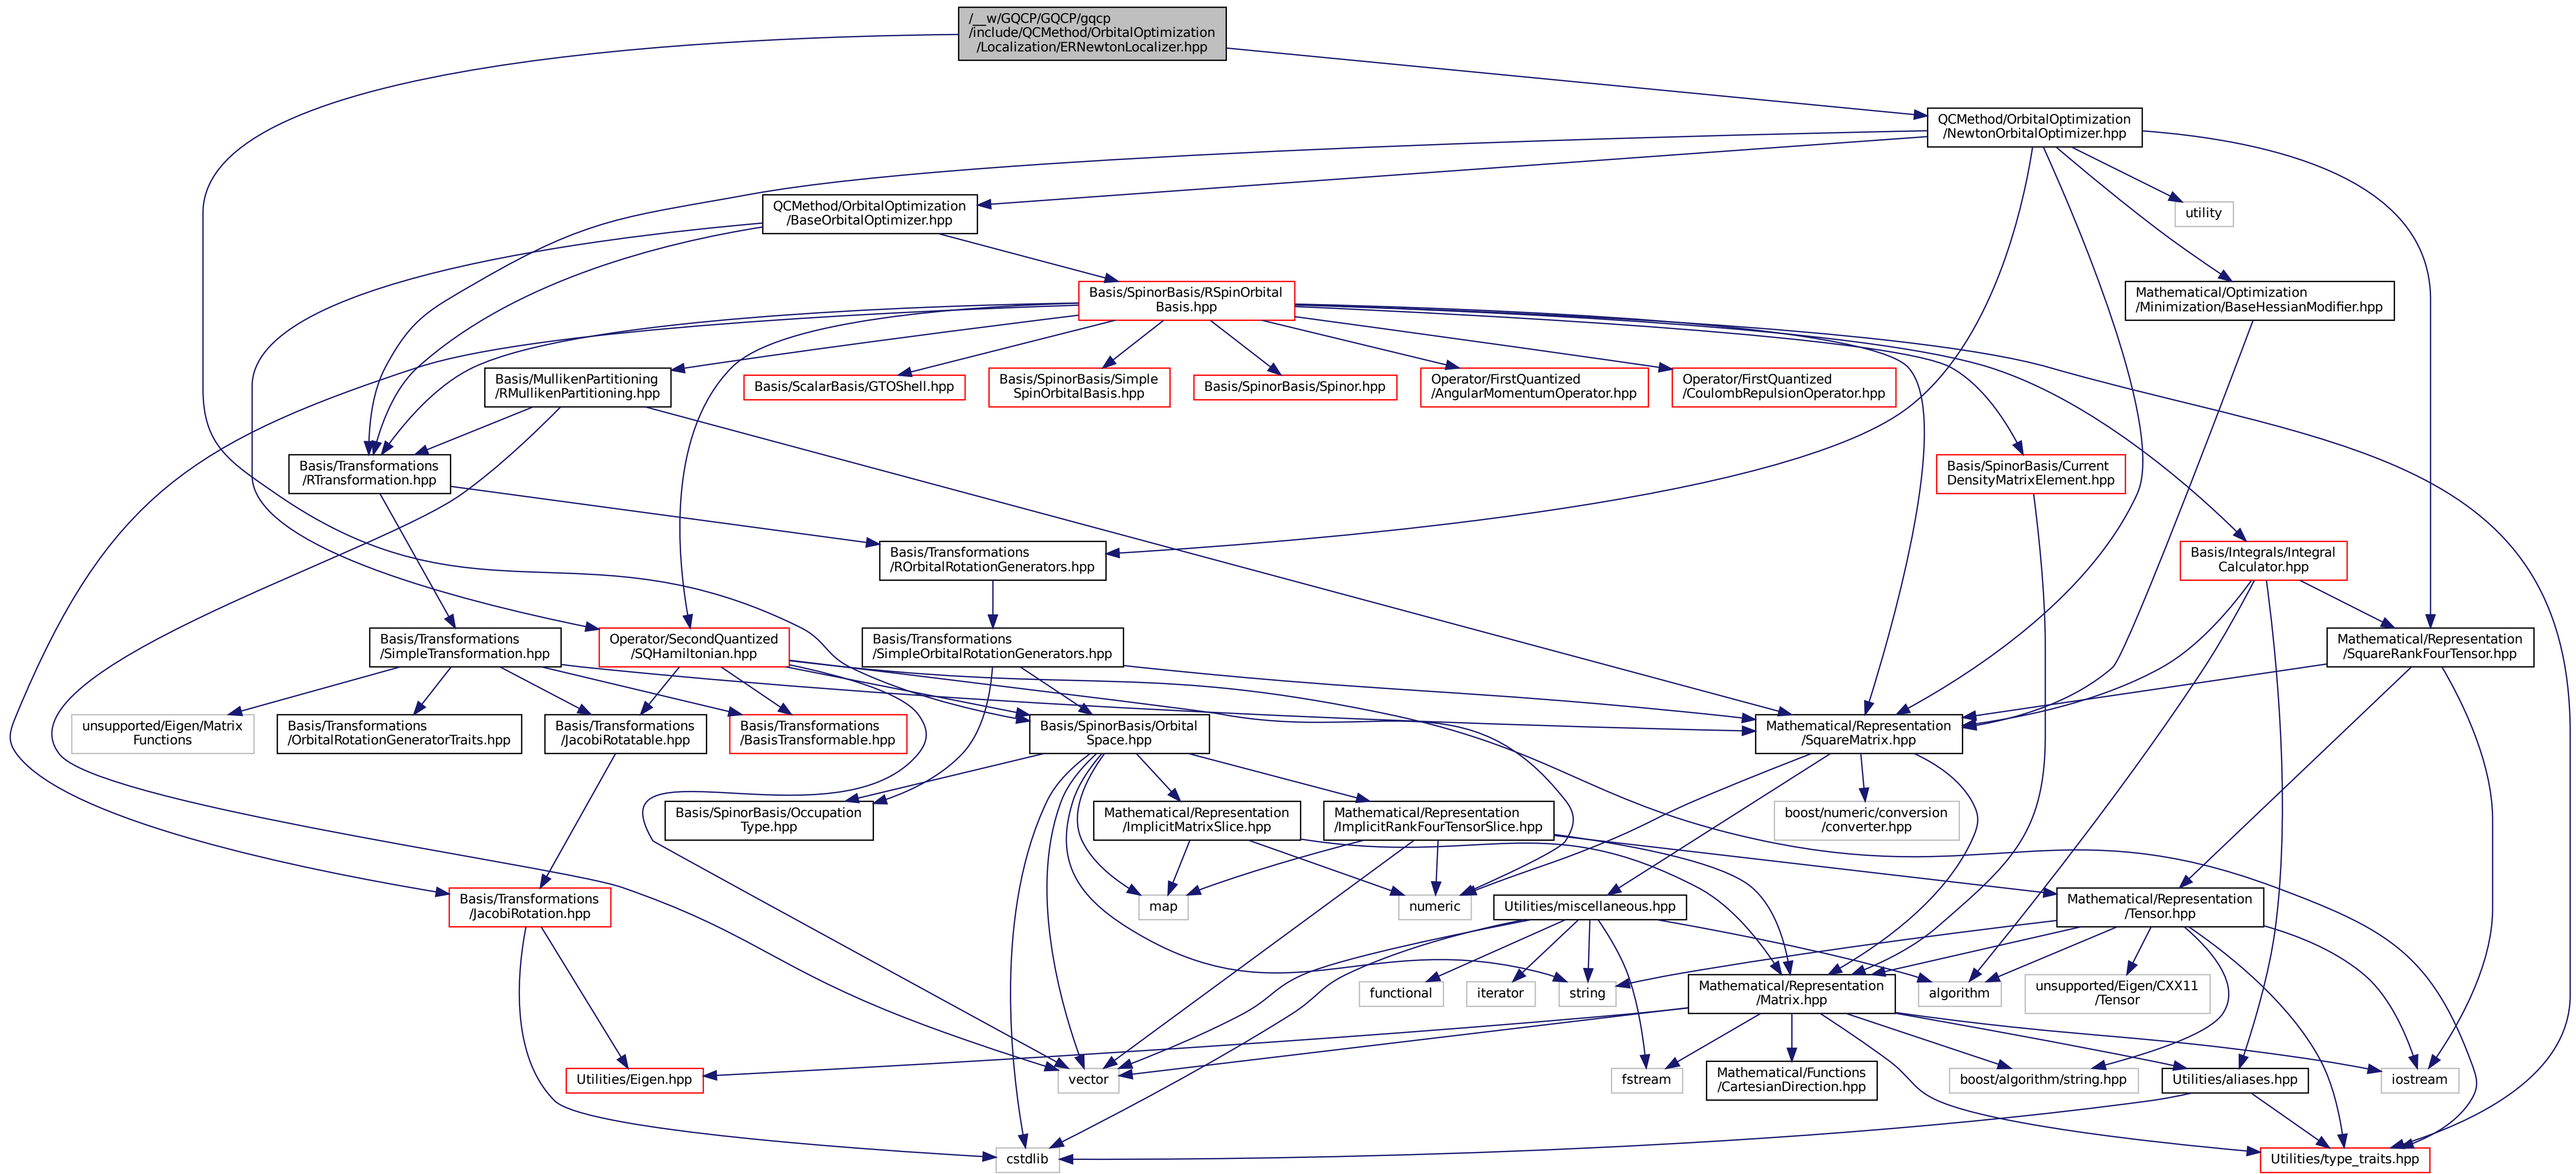 /__w/GQCP/GQCP/gqcp
/include/QCMethod/OrbitalOptimization
/Localization/ERNewtonLocalizer.hpp
QCMethod/OrbitalOptimization
/NewtonOrbitalOptimizer.hpp
QCMethod/OrbitalOptimization
/BaseOrbitalOptimizer.hpp
utility
Basis/SpinorBasis/RSpinOrbital
Basis.hpp
Mathematical/Optimization
/Minimization/BaseHessianModifier.hpp
Basis/MullikenPartitioning
/RMullikenPartitioning.hpp
Basis/ScalarBasis/GTOShell.hpp
Basis/SpinorBasis/Simple
SpinOrbitalBasis.hpp
Basis/SpinorBasis/Spinor.hpp
Operator/FirstQuantized
/AngularMomentumOperator.hpp
Operator/FirstQuantized
/CoulombRepulsionOperator.hpp
Basis/Transformations
/RTransformation.hpp
Basis/SpinorBasis/Current
DensityMatrixElement.hpp
Basis/Transformations
/ROrbitalRotationGenerators.hpp
Basis/Integrals/Integral
Calculator.hpp
Basis/Transformations
/SimpleTransformation.hpp
Operator/SecondQuantized
/SQHamiltonian.hpp
Basis/Transformations
/SimpleOrbitalRotationGenerators.hpp
Mathematical/Representation
/SquareRankFourTensor.hpp
unsupported/Eigen/Matrix
Functions
Basis/Transformations
/OrbitalRotationGeneratorTraits.hpp
Basis/Transformations
/JacobiRotatable.hpp
Basis/Transformations
/BasisTransformable.hpp
Basis/SpinorBasis/Orbital
Space.hpp
Mathematical/Representation
/SquareMatrix.hpp
Basis/SpinorBasis/Occupation
Type.hpp
Mathematical/Representation
/ImplicitMatrixSlice.hpp
Mathematical/Representation
/ImplicitRankFourTensorSlice.hpp
boost/numeric/conversion
/converter.hpp
Basis/Transformations
/JacobiRotation.hpp
map
numeric
Utilities/miscellaneous.hpp
Mathematical/Representation
/Tensor.hpp
functional
iterator
string
Mathematical/Representation
/Matrix.hpp
algorithm
unsupported/Eigen/CXX11
/Tensor
Utilities/Eigen.hpp
vector
fstream
Mathematical/Functions
/CartesianDirection.hpp
boost/algorithm/string.hpp
Utilities/aliases.hpp
iostream
cstdlib
Utilities/type_traits.hpp